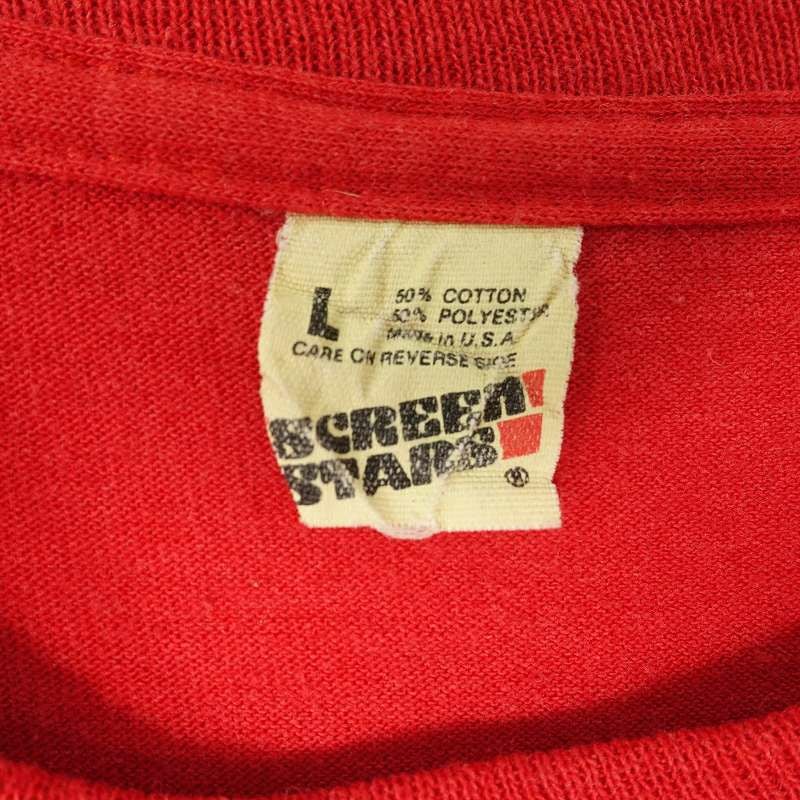 L
50% COTTON
50% POLYESTER
Made in U.S.A
CARE ON REVERSE SIDE
SCREEN
STARS
®